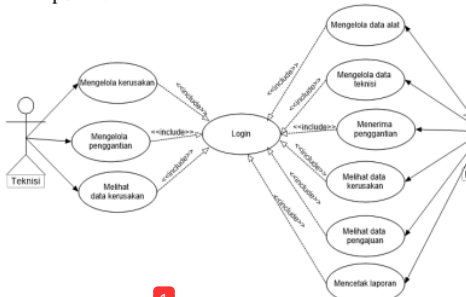 Mengelola data alat
Mengelola kerusakan
<<include>>
<<include>>
Mengelola data
teknisi
<<include>>
Mengelola
penggantian
<<include>>
Login
<<include>>
Menerima
penggantian
Teknisi
Melihat
data kerusakan
<<include>>
<<include>>
Melihat data
kerusakan
<<include>>
Melihat data
pengajuan
<<include>>
Mencetak laporan